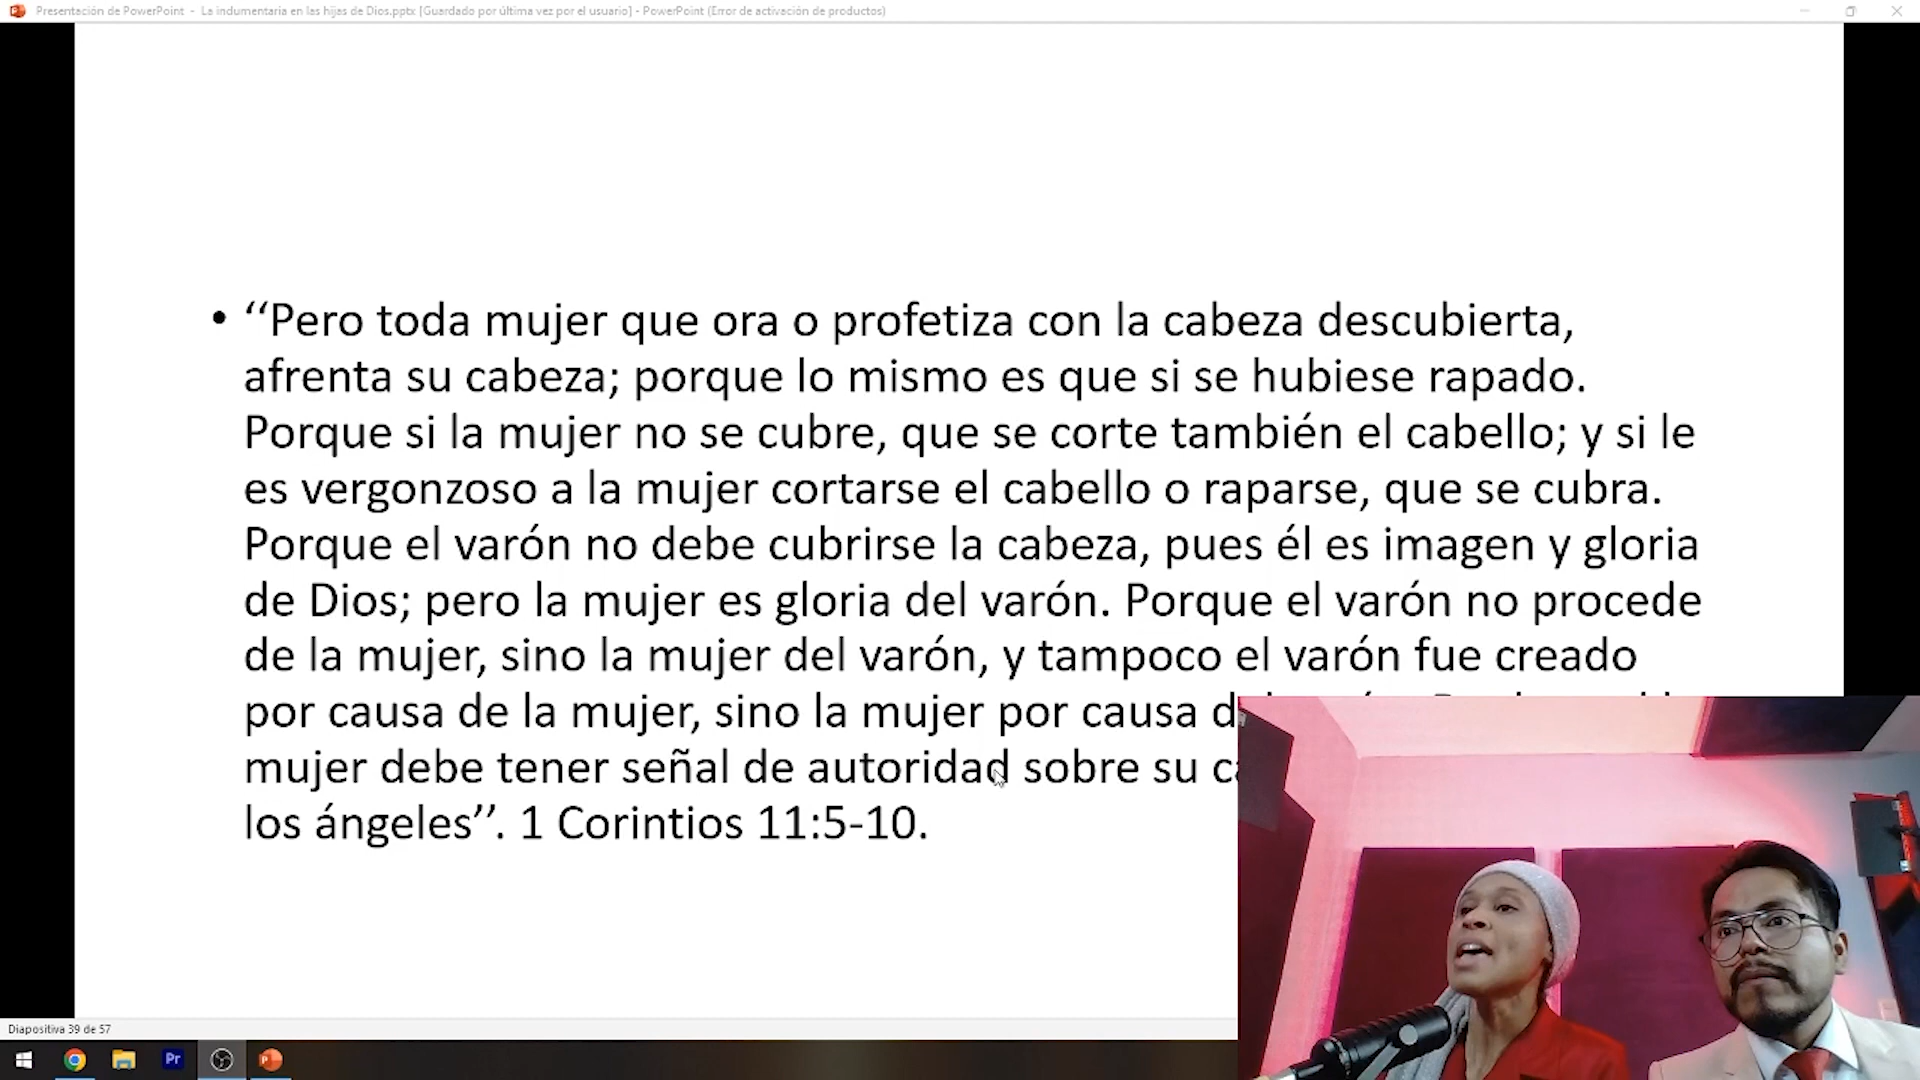 Presentación de PowerPoint - La indumentaria en las hijas de Dios.pptx [Guardado por última vez por el usuario] - PowerPoint (Error de activación de productos)
• ‘‘Pero toda mujer que ora o profetiza con la cabeza descubierta,
afrenta su cabeza; porque lo mismo es que si se hubiese rapado.
Porque si la mujer no se cubre, que se corte también el cabello; y si le
es vergonzoso a la mujer cortarse el cabello o raparse, que se cubra.
Porque el varón no debe cubrirse la cabeza, pues él es imagen y gloria
de Dios; pero la mujer es gloria del varón. Porque el varón no procede
de la mujer, sino la mujer del varón, y tampoco el varón fue creado
por causa de la mujer, sino la mujer por causa
mujer debe tener señal de autoridad sobre su
los ángeles’’. 1 Corintios 11:5-10.
Diapositiva 39 de 57
Pr